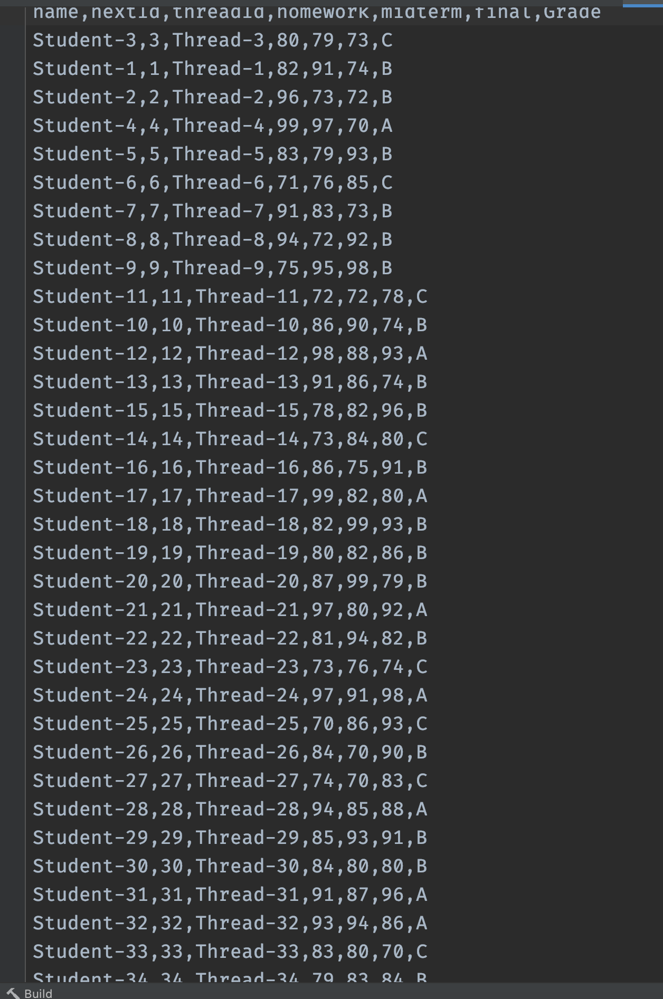 name,nextId,threadId,homework,midterm,final,Grade
Student-3,3,Thread-3,80,79,73,C
Student-1,1,Thread-1,82,91,74,B
Student-2,2,Thread-2,96,73,72,B
Student-4,4,Thread-4,99,97,70,A
Student-5,5,Thread-5,83,79,93,B
Student-6,6,Thread-6,71,76,85,C
Student-7,7,Thread-7,91,83,73,B
Student-8,8,Thread-8,94,72,92,B
Student-9,9,Thread-9,75,95,98,B
Student-11,11,Thread-11,72,72,78,C
Student-10,10,Thread-10,86,90,74,B
Student-12,12,Thread-12,98,88,93,A
Student-13,13,Thread-13,91,86,74,B
Student-15,15,Thread-15,78,82,96,B
Student-14,14,Thread-14,73,84,80,C
Student-16,16,Thread-16,86,75,91,B
Student-17,17,Thread-17,99,82,80,A
Student-18,18,Thread-18,82,99,93,B
Student-19,19,Thread-19,80,82,86,B
Student-20,20,Thread-20,87,99,79,B
Student-21,21,Thread-21,97,80,92,A
Student-22,22,Thread-22,81,94,82,B
Student-23,23,Thread-23,73,76,74,C
Student-24,24,Thread-24,97,91,98,A
Student-25,25,Thread-25,70,86,93,C
Student-26,26,Thread-26,84,70,90,B
Student-27,27,Thread-27,74,70,83,C
Student-28,28,Thread-28,94,85,88,A
Student-29,29,Thread-29,85,93,91,B
Student-30,30,Thread-30,84,80,80,B
Student-31,31,Thread-31,91,87,96,A
Student-32,32,Thread-32,93,94,86,A
Student-33,33,Thread-33,83,80,70,C
Student-34,34,Thread-34,79,83,84,B
Build